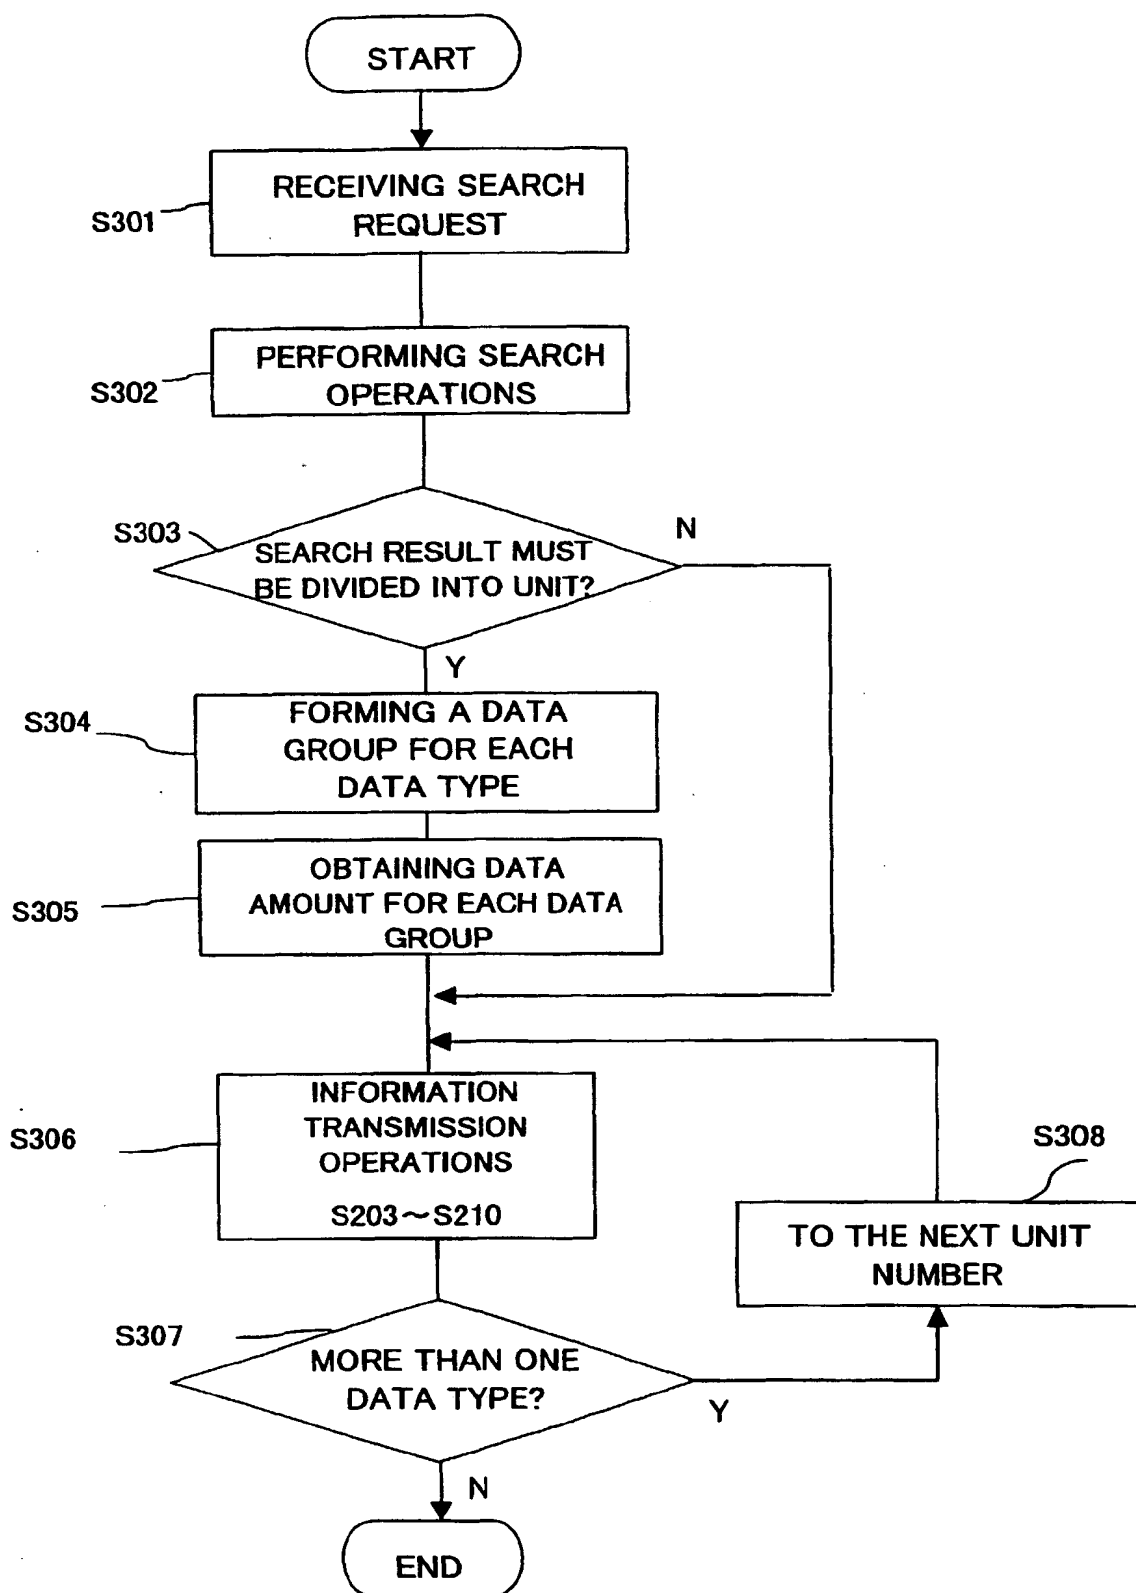 START
RECEIVING SEARCH
REQUEST
S301
PERFORMING SEARCH
OPERATIONS
S302
S303
N
SEARCH RESULT MUST
BE DIVIDED INTO UNIT?
Y
S304
FORMING A DATA
GROUP FOR EACH
DATA TYPE
OBTAINING DATA
AMOUNT FOR EACH DATA
GROUP
S305
INFORMATION
TRANSMISSION
OPERATIONS
S203～S210
S306
S308
TO THE NEXT UNIT
NUMBER
S307
MORE THAN ONE
DATA TYPE?
Y
N
END